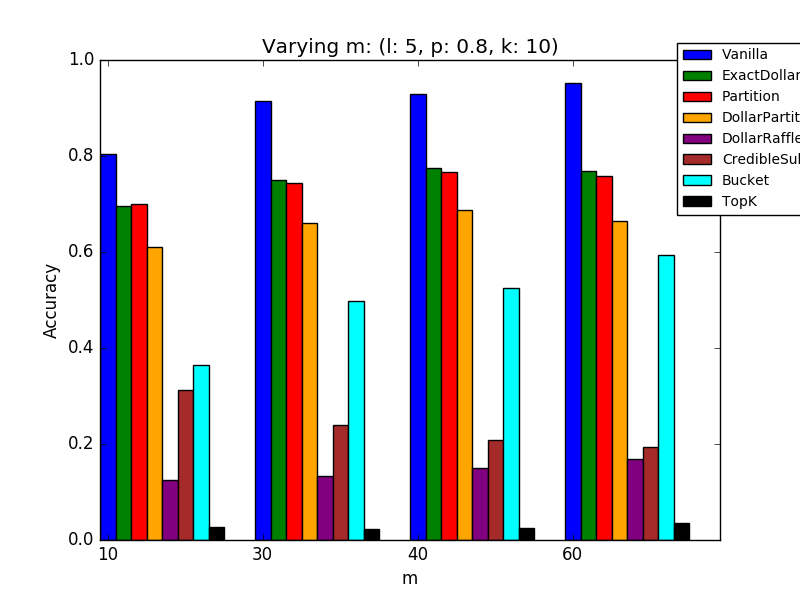 Varying m: (l: 5, p: 0.8, k: 10)
1.0
0.8
0.6
0.4
0.2
0.0
Accuracy
10 30 40 60
m
Vanilla
ExactDollar
Partition
DollarPartit
DollarRaffle
CredibleSu
Bucket
TopK